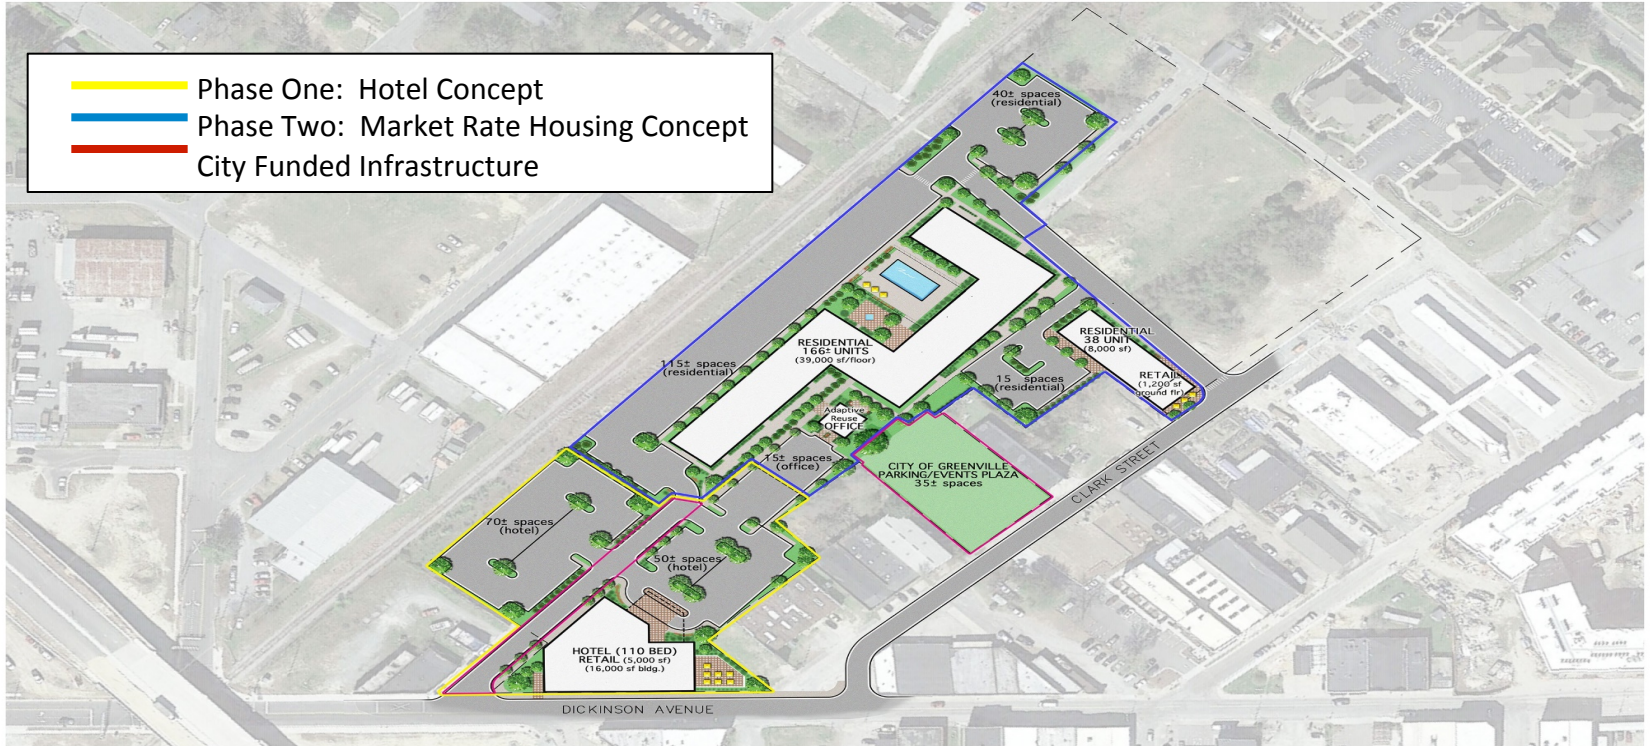 Phase One: Hotel Concept
Phase Two: Market Rate Housing Concept
City Funded Infrastructure
40± spaces
(residential)
RESIDENTIAL
166± UNITS
(39,000 sf/floor)
115± spaces
(residential)
RESIDENTIAL
38 UNIT
(8,000 sf)
RETAIL
(1,200 sf
ground flr)
15 spaces
(residential)
Adaptive
Reuse
OFFICE
15± spaces
(office)
CITY OF GREENVILLE
PARKING/EVENTS PLAZA
35± spaces
CLARK STREET
70± spaces
(hotel)
50± spaces
(hotel)
HOTEL (110 BED)
RETAIL (5,000 sf)
(16,000 sf bldg.)
DICKINSON AVENUE